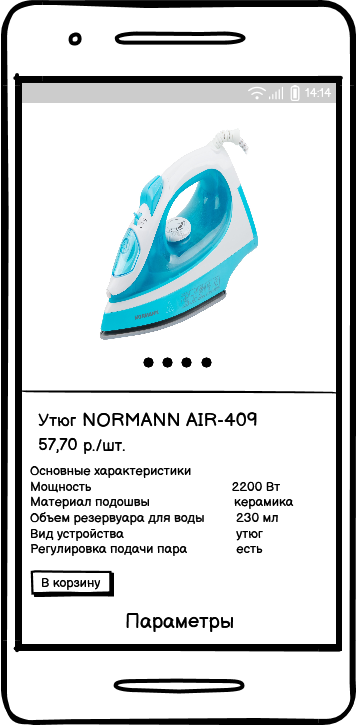 14:14
NORMANN
Утюг NORMANN AIR-409
57,70 р./шт.
Основные характеристики
Мощность 2200 Вт
Материал подошвы керамика
Объем резервуара для воды 230 мл
Вид устройства утюг
Регулировка подачи пара есть
В корзину
Параметры